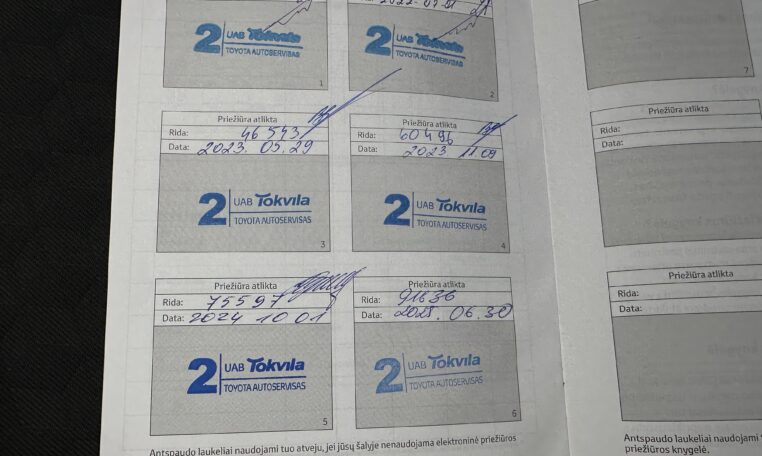 2 UAB Tokvila
TOYOTA AUTOSERVISAS
1
2 UAB Tokvila
TOYOTA AUTOSERVISAS
2
7
Priežiūra atlikta
Rida: 46543
Data: 2023. 05. 29
2 UAB Tokvila
TOYOTA AUTOSERVISAS
3
Priežiūra atlikta
Rida: 60496
Data: 2023 11 09
2 UAB Tokvila
TOYOTA AUTOSERVISAS
4
Priežiūra atlikta
Rida:
Data:
Priežiūra atlikta
Rida: 75597
Data: 2024 10 01
2 UAB Tokvila
TOYOTA AUTOSERVISAS
5
Priežiūra atlikta
Rida: 91636
Data: 2025. 06. 30
2 UAB Tokvila
TOYOTA AUTOSERVISAS
6
Priežiūra atlikta
Rida:
Data:
Antspaudo laukeliai naudojami tuo atveju, jei jūsų šalyje nenaudojama elektroninė priežiūros
Antspaudo laukeliai naudojami
priežiūros knygelė.